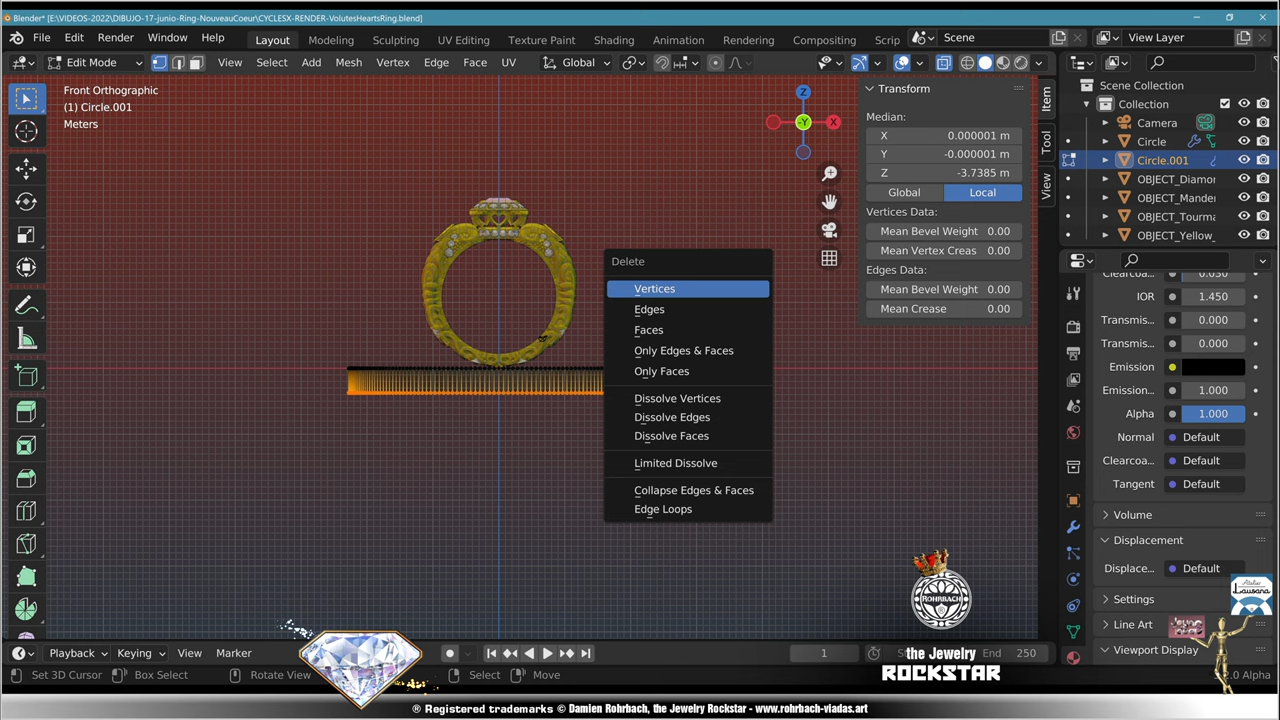 Blender* [E:\VIDEOS-2022\DIBUJO-17-junio-Ring-NouveauCoeur\CYCLESX-RENDER-VolutesHeartsRing.blend]
File Edit Render Window Help Layout Modeling Sculpting UV Editing Texture Paint Shading Animation Rendering Compositing Scrip Scene View Layer
Edit Mode View Select Add Mesh Vertex Edge Face UV Global
Front Orthographic
(1) Circle.001
Meters
Z
-Y
X
Transform
Median:
X 0.000001 m
Y -0.000001 m
Z -3.7385 m
Global Local
Vertices Data:
Mean Bevel Weight 0.00
Mean Vertex Creas 0.00
Edges Data:
Mean Bevel Weight 0.00
Mean Crease 0.00
Item
Tool
View
Scene Collection
Collection
Camera
Circle
Circle.001
OBJECT_Diamor
OBJECT_Mander
OBJECT_Tourma
OBJECT_Yellow_
Delete
Vertices
Edges
Faces
Only Edges & Faces
Only Faces
Dissolve Vertices
Dissolve Edges
Dissolve Faces
Limited Dissolve
Collapse Edges & Faces
Edge Loops
Clearcoa... 0.030
IOR 1.450
Transmis... 0.000
Transmis... 0.000
Emission
Emission... 1.000
Alpha 1.000
Normal Default
Clearcoa... Default
Tangent Default
Volume
Displacement
Displace... Default
Settings
Line Art
Viewport Display
Atelier
Lausana
ROHRBACH
Playback Keying View Marker 1 End 250
Set 3D Cursor Box Select Rotate View Select Move .0 Alpha
the Jewelry
ROCKSTAR
® Registered trademarks © Damien Rohrbach, the Jewelry Rockstar - www.rohrbach-viadas.art